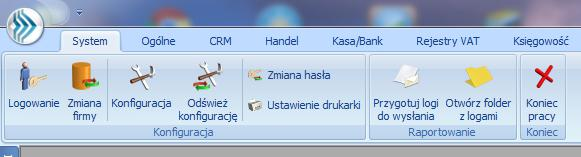 System Ogólne CRM Handel Kasa/Bank Rejestry VAT Księgowość
Logowanie
Zmiana firmy
Konfiguracja
Odśwież konfigurację
Zmiana hasła
Ustawienie drukarki
Konfiguracja
Przygotuj logi do wysłania
Otwórz folder z logami
Raportowanie
Koniec pracy
Koniec